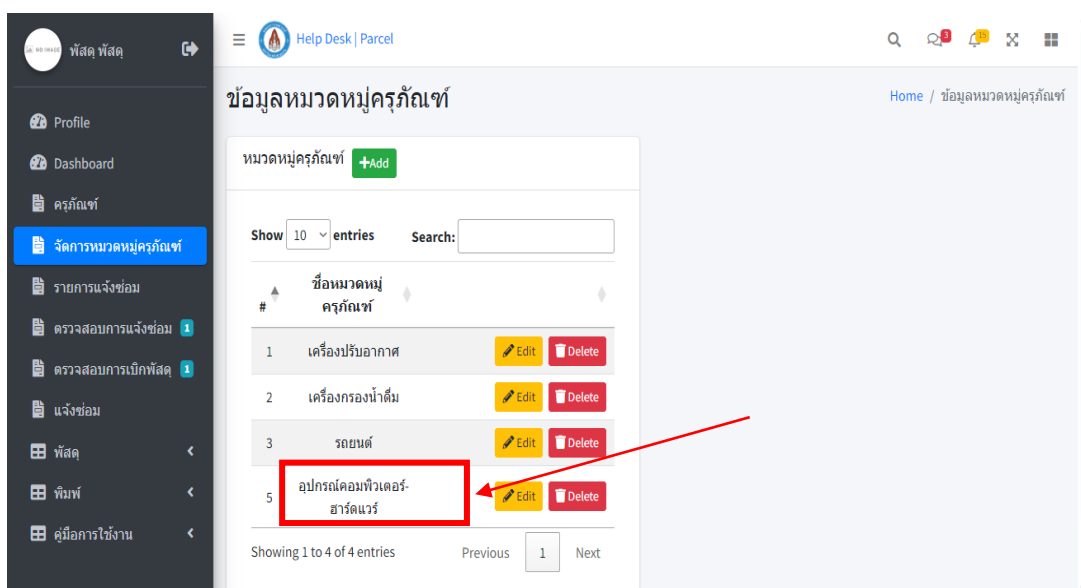 NO IMAGE
พัสดุ พัสดุ
Profile
Dashboard
ครุภัณฑ์
จัดการหมวดหมู่ครุภัณฑ์
รายการแจ้งซ่อม
ตรวจสอบการแจ้งซ่อม 1
ตรวจสอบการเบิกพัสดุ 1
แจ้งซ่อม
พัสดุ
พิมพ์
คู่มือการใช้งาน
Help Desk | Parcel
3
15
ข้อมูลหมวดหมู่ครุภัณฑ์
Home / ข้อมูลหมวดหมู่ครุภัณฑ์
หมวดหมู่ครุภัณฑ์ +Add
Show 10 entries Search:
# ชื่อหมวดหมู่
ครุภัณฑ์
1 เครื่องปรับอากาศ Edit Delete
2 เครื่องกรองน้ำดื่ม Edit Delete
3 รถยนต์ Edit Delete
5 อุปกรณ์คอมพิวเตอร์- Edit Delete
ฮาร์ดแวร์
Showing 1 to 4 of 4 entries Previous 1 Next